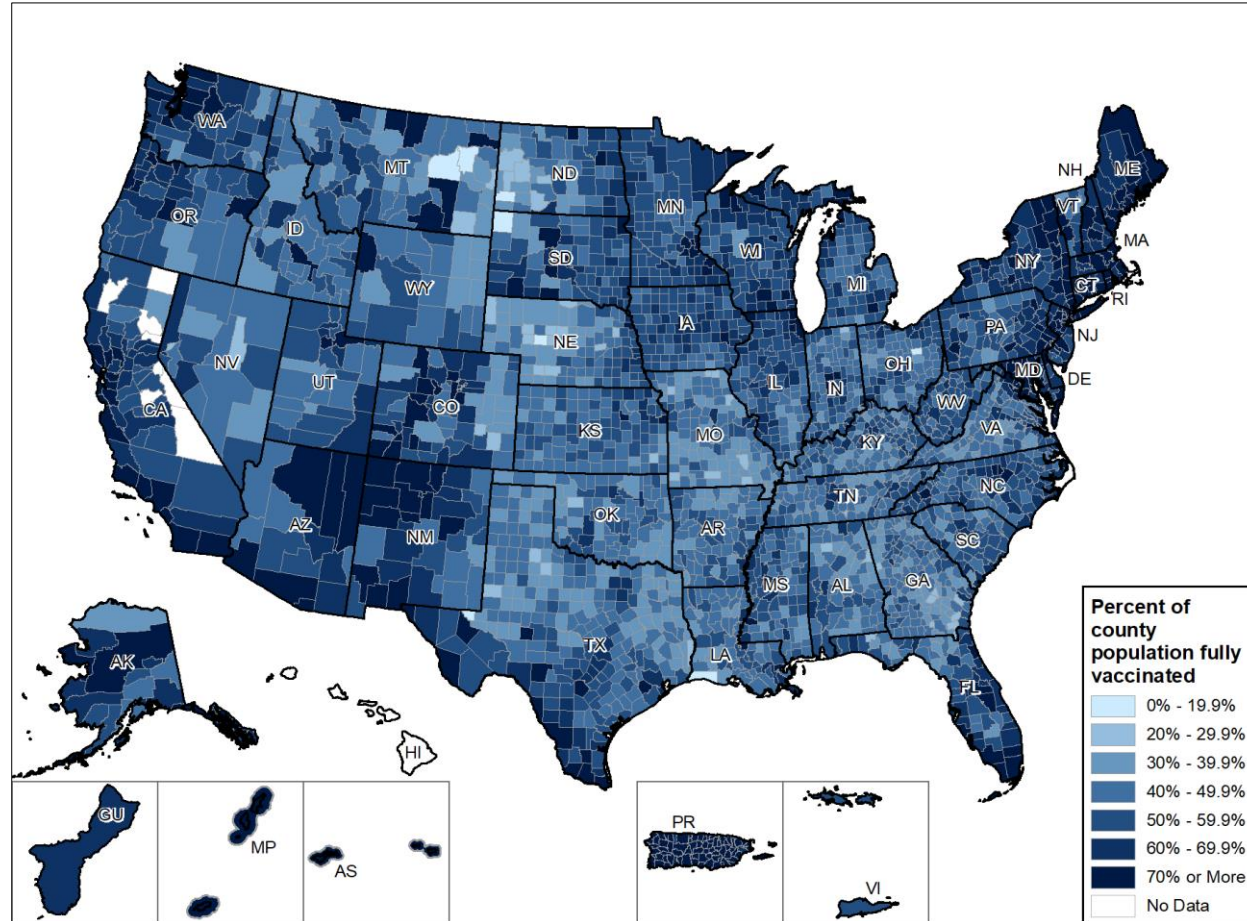 WA
MT
ND
MN
OR
ID
SD
WI
WY
MI
NH
ME
VT
NY
MA
CT
RI
NE
IA
PA
NJ
NV
UT
IL
IN
OH
MD
DE
CA
CO
KS
MO
WV
VA
KY
AZ
NM
OK
AR
TN
NC
SC
MS
AL
GA
TX
LA
FL
AK
HI
GU
MP
AS
PR
VI
Percent of
county
population fully
vaccinated
0% - 19.9%
20% - 29.9%
30% - 39.9%
40% - 49.9%
50% - 59.9%
60% - 69.9%
70% or More
No Data